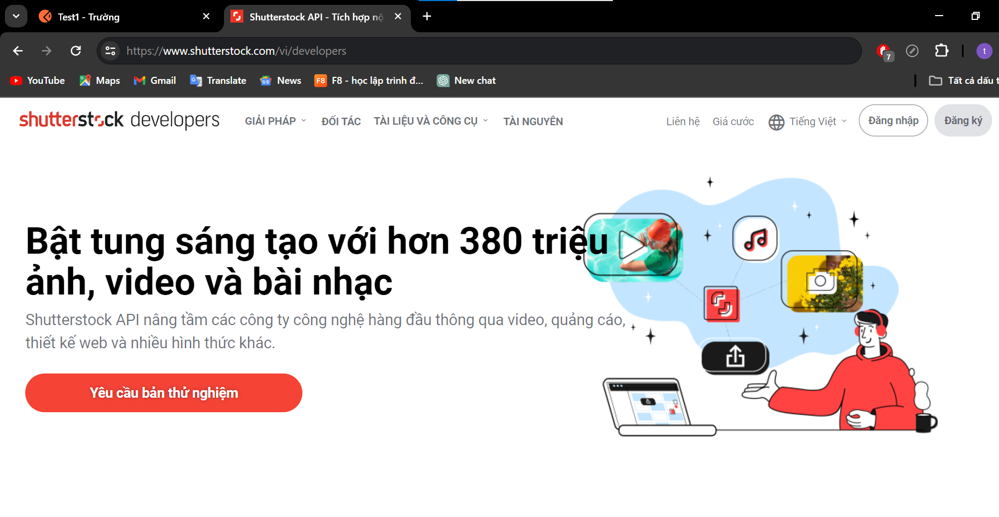 Test1 - Trường
Shutterstock API - Tích hợp nộ
https://www.shutterstock.com/vi/developers
7
t
YouTube
Maps
Gmail
Translate
News
F8
F8 - học lập trình đ...
New chat
Tất cả dấu t
shutterstock developers
GIẢI PHÁP
ĐỐI TÁC
TÀI LIỆU VÀ CÔNG CỤ
TÀI NGUYÊN
Liên hệ
Giá cước
Tiếng Việt
Đăng nhập
Đăng ký
Bật tung sáng tạo với hơn 380 triệu
ảnh, video và bài nhạc
Shutterstock API nâng tầm các công ty công nghệ hàng đầu thông qua video, quảng cáo,
thiết kế web và nhiều hình thức khác.
Yêu cầu bản thử nghiệm